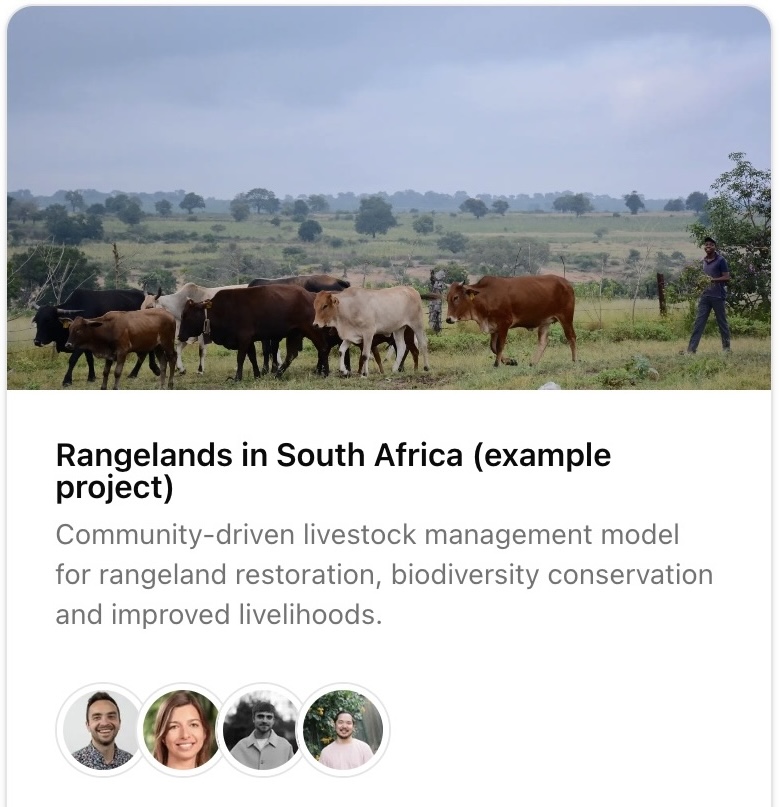 Rangelands in South Africa (example
project)
Community-driven livestock management model
for rangeland restoration, biodiversity conservation
and improved livelihoods.